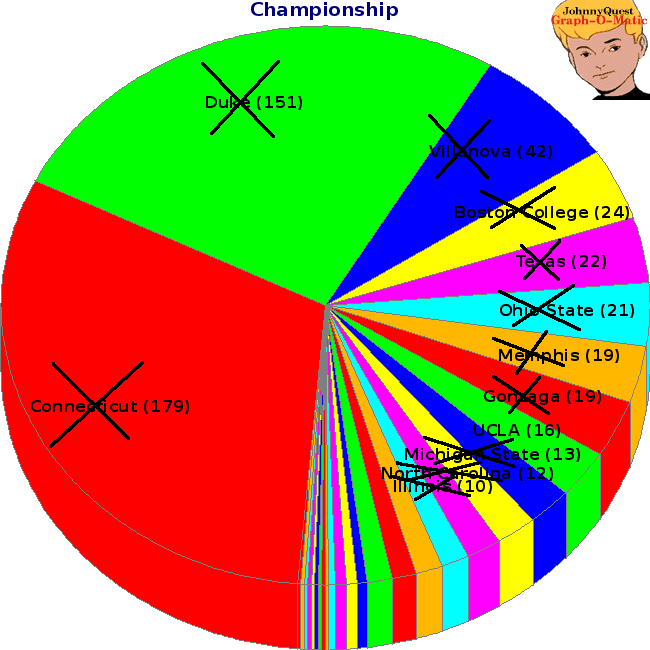 Championship
JohnnyQuest
Graph-O-Matic
Duke (151)
Villanova (42)
Boston College (24)
Texas (22)
Ohio State (21)
Memphis (19)
Gonzaga (19)
Connecticut (179)
UCLA (16)
Michigan State (13)
North Carolina (12)
Illinois (10)